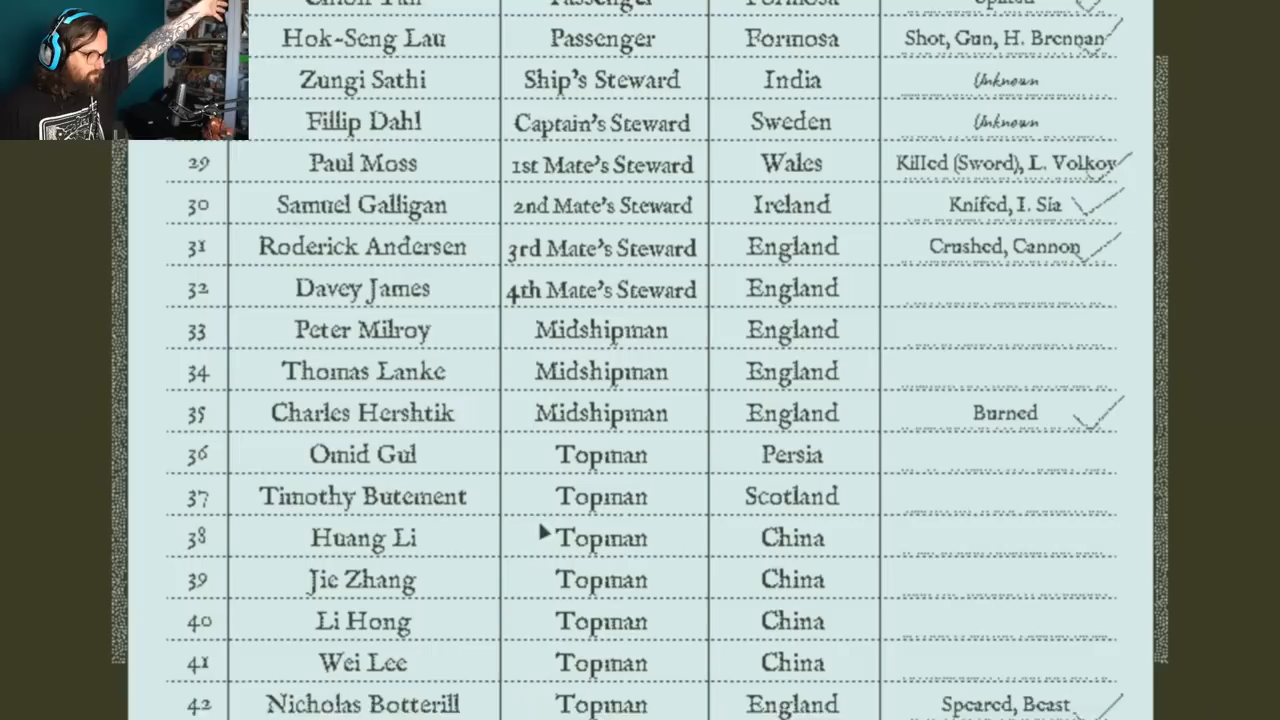 Hok-Seng Lau Passenger Formosa Shot, Gun, H. Brennan
Zungi Sathi Ship's Steward India Unknown
Fillip Dahl Captain's Steward Sweden Unknown
29 Paul Moss 1st Mate's Steward Wales Killed (Sword), L. Volkov
30 Samuel Galligan 2nd Mate's Steward Ireland Knifed, I. Sia
31 Roderick Andersen 3rd Mate's Steward England Crushed, Cannon
32 Davey James 4th Mate's Steward England
33 Peter Milroy Midshipman England
34 Thomas Lanke Midshipman England
35 Charles Hershtik Midshipman England Burned
36 Omid Gul Topman Persia
37 Timothy Butement Topman Scotland
38 Huang Li Topman China
39 Jie Zhang Topman China
40 Li Hong Topman China
41 Wei Lee Topman China
42 Nicholas Botterill Topman England Speared, Beast